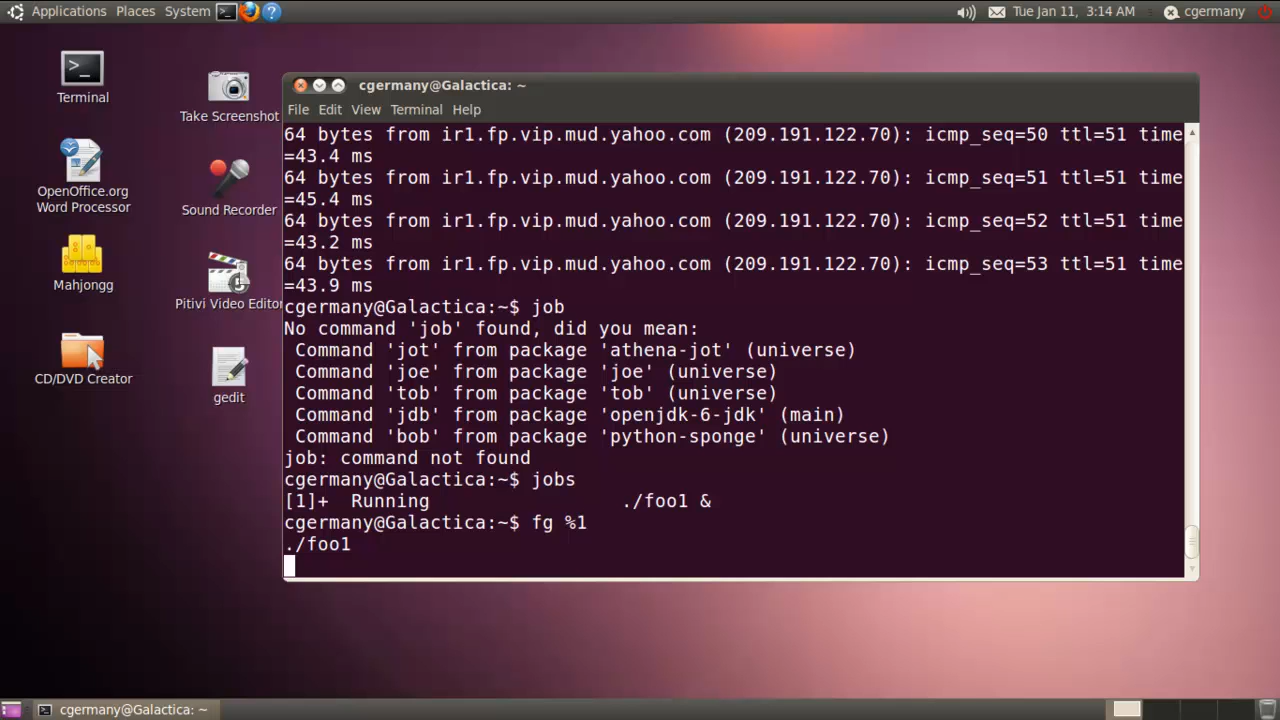 Applications Places System
Tue Jan 11, 3:14 AM cgermany
Terminal
Take Screenshot
OpenOffice.org
Word Processor
Sound Recorder
Mahjongg
Pitivi Video Editor
CD/DVD Creator
gedit
cgermany@Galactica: ~
File Edit View Terminal Help
64 bytes from ir1.fp.vip.mud.yahoo.com (209.191.122.70): icmp_seq=50 ttl=51 time
=43.4 ms
64 bytes from ir1.fp.vip.mud.yahoo.com (209.191.122.70): icmp_seq=51 ttl=51 time
=45.4 ms
64 bytes from ir1.fp.vip.mud.yahoo.com (209.191.122.70): icmp_seq=52 ttl=51 time
=43.2 ms
64 bytes from ir1.fp.vip.mud.yahoo.com (209.191.122.70): icmp_seq=53 ttl=51 time
=43.9 ms
cgermany@Galactica:~$ job
No command 'job' found, did you mean:
 Command 'jot' from package 'athena-jot' (universe)
 Command 'joe' from package 'joe' (universe)
 Command 'tob' from package 'tob' (universe)
 Command 'jdb' from package 'openjdk-6-jdk' (main)
 Command 'bob' from package 'python-sponge' (universe)
job: command not found
cgermany@Galactica:~$ jobs
[1]+  Running                 ./foo1 &
cgermany@Galactica:~$ fg %1
./foo1
cgermany@Galactica: ~